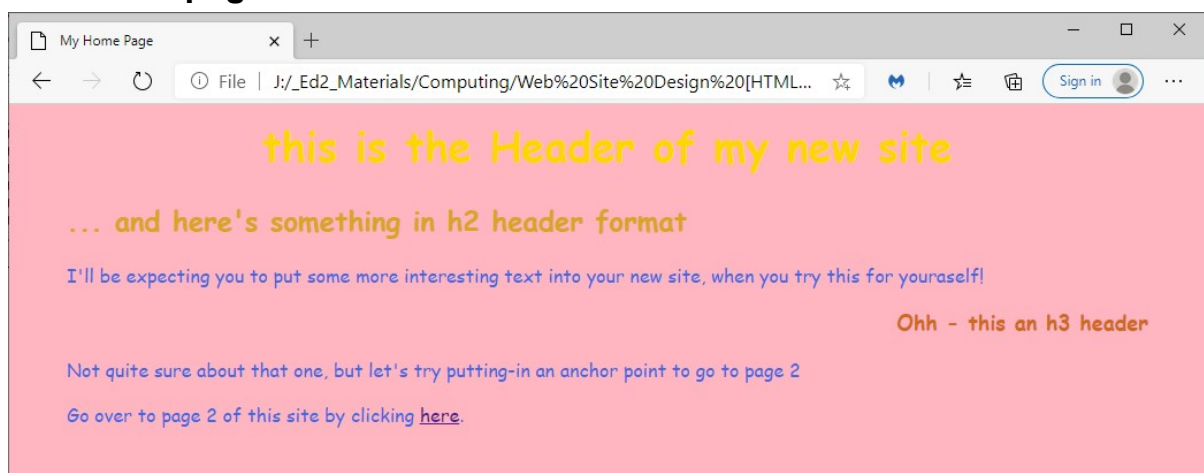 My Home Page
File | J:/_Ed2_Materials/Computing/Web%20Site%20Design%20[HTML...
Sign in
this is the Header of my new site
... and here's something in h2 header format
I'll be expecting you to put some more interesting text into your new site, when you try this for youraself!
Ohh - this an h3 header
Not quite sure about that one, but let's try putting-in an anchor point to go to page 2
Go over to page 2 of this site by clicking here.